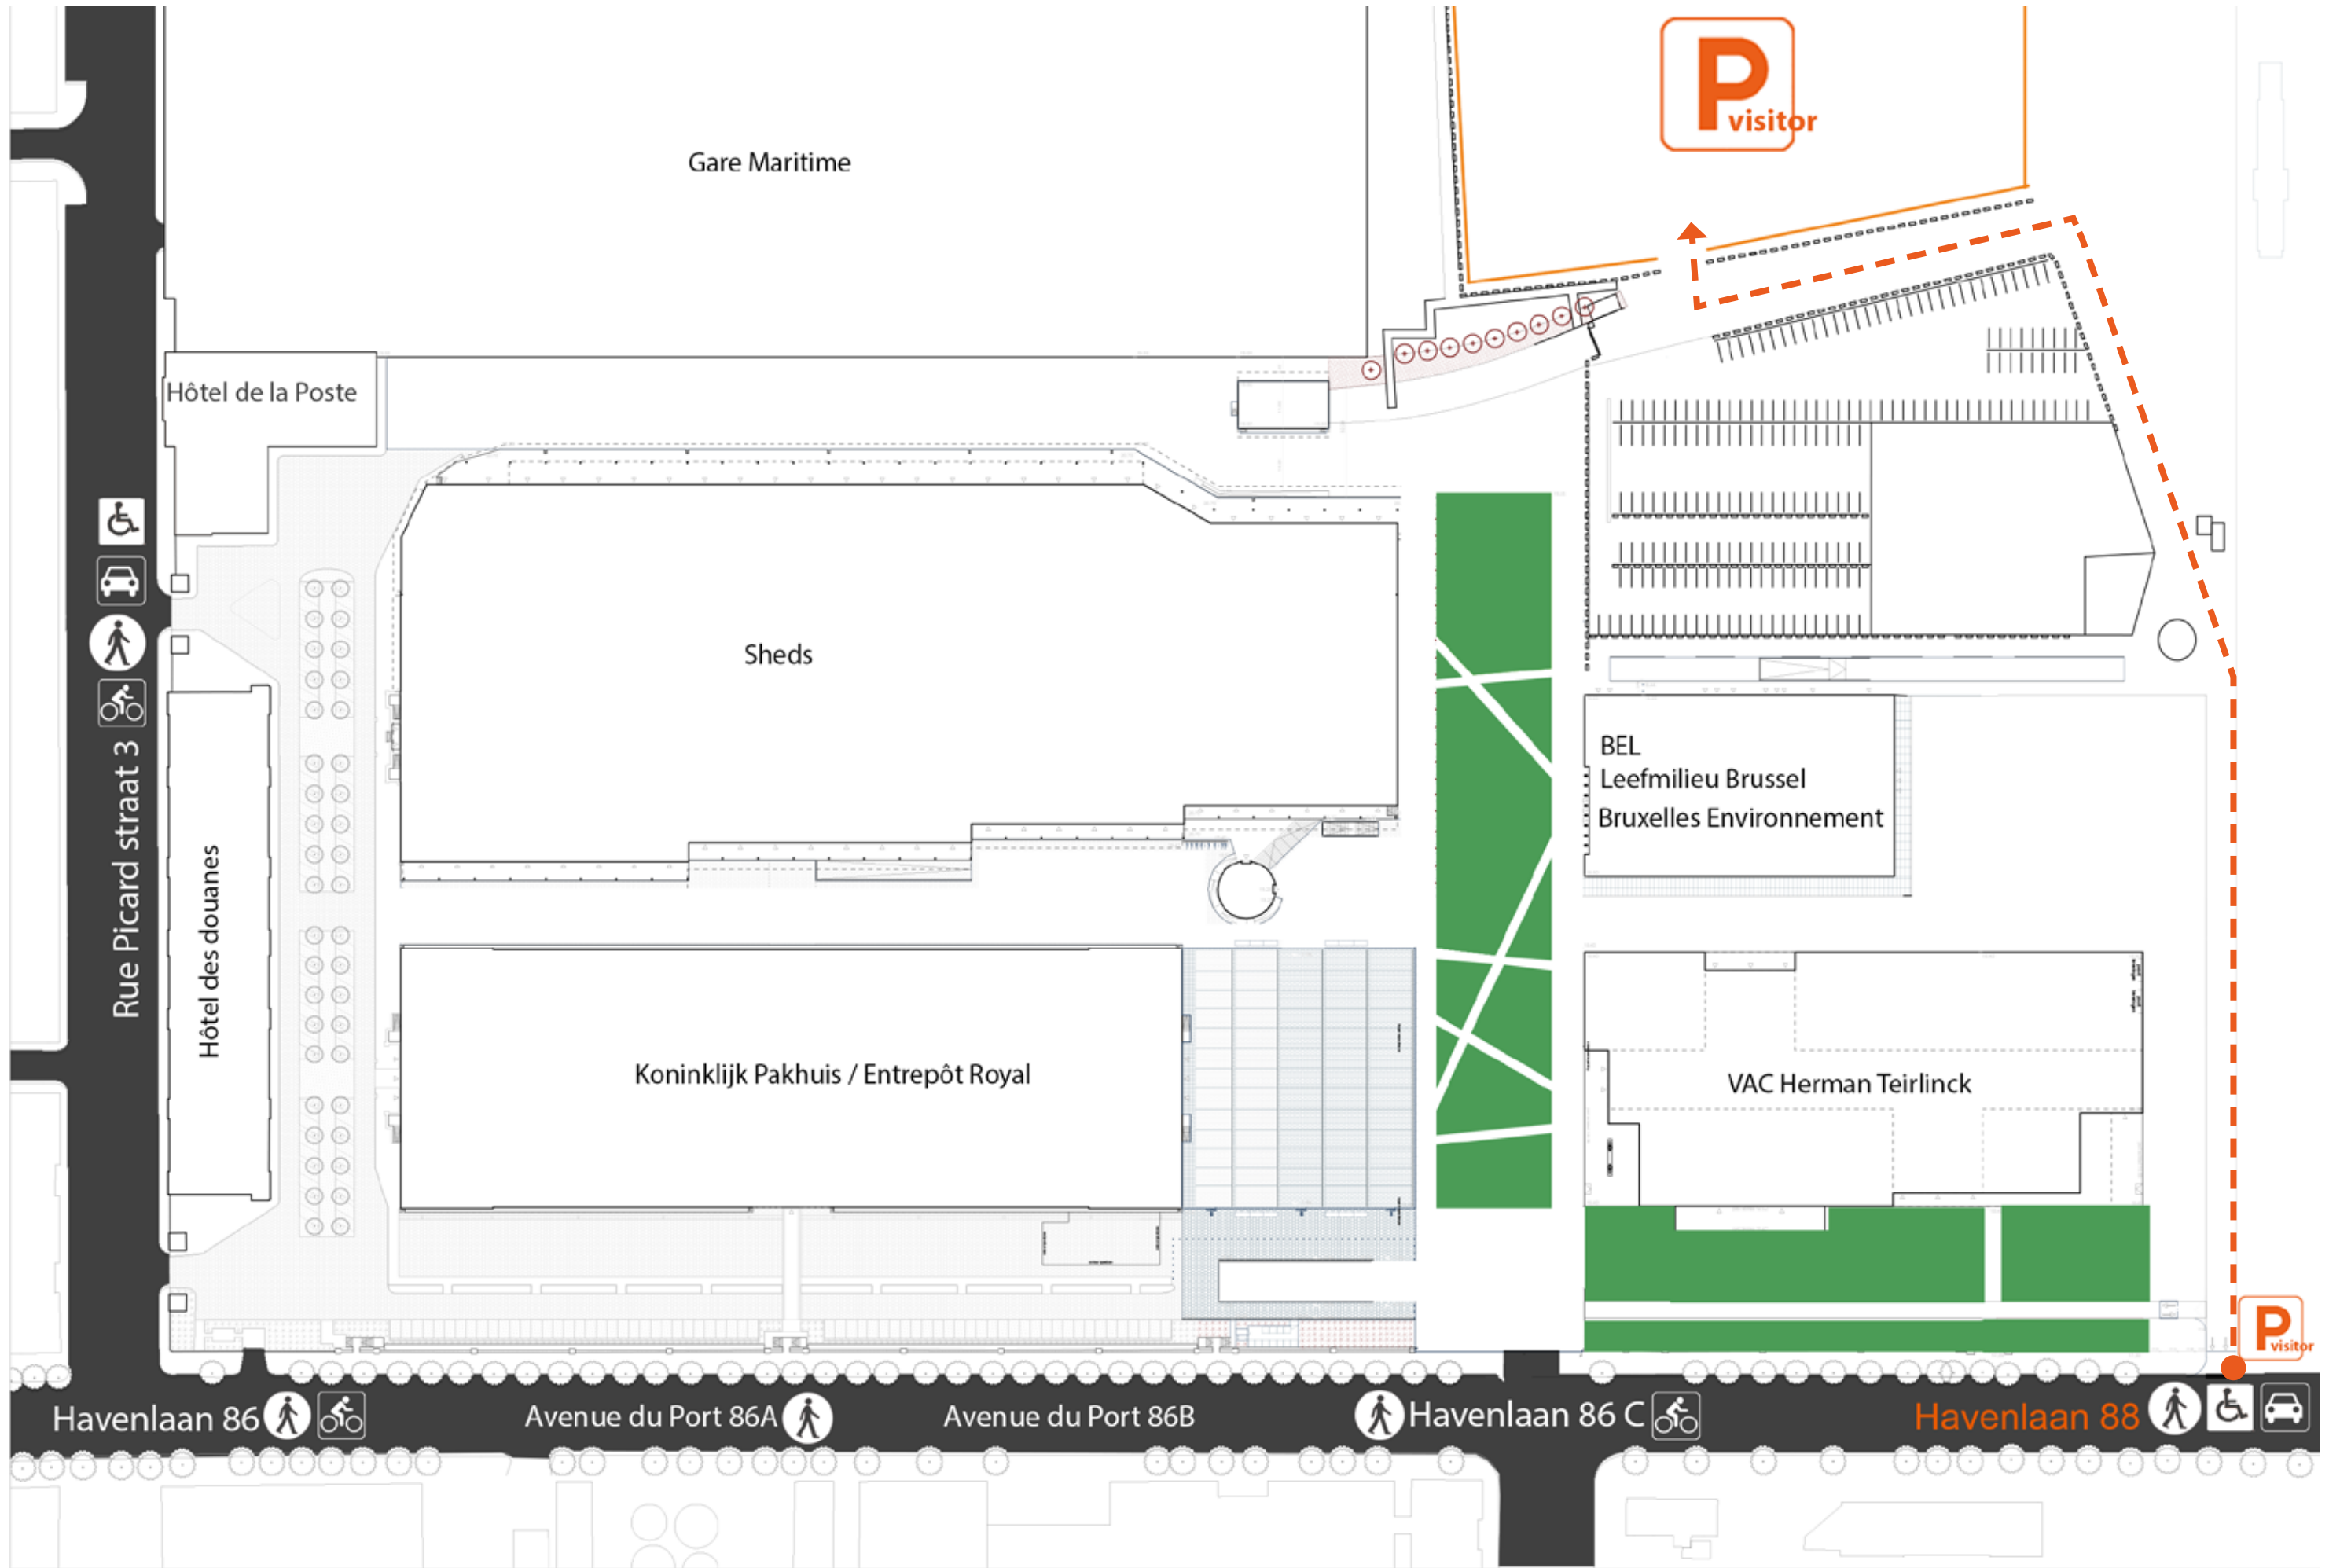 P
visitor
Gare Maritime
Hôtel de la Poste
Sheds
BEL
Leefmilieu Brussel
Bruxelles Environnement
Rue Picard straat 3
Hôtel des douanes
Koninklijk Pakhuis / Entrepôt Royal
VAC Herman Teirlinck
P
visitor
Havenlaan 86
Avenue du Port 86A
Avenue du Port 86B
Havenlaan 86 C
Havenlaan 88